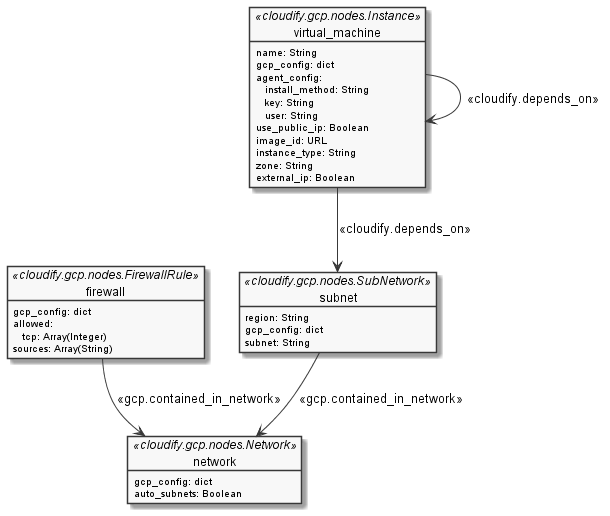 «cloudify.gcp.nodes.Instance»
virtual_machine
name: String
gcp_config: dict
agent_config:
install_method: String
key: String
user: String
use_public_ip: Boolean
image_id: URL
instance_type: String
zone: String
external_ip: Boolean
«cloudify.depends_on»
«cloudify.depends_on»
«cloudify.gcp.nodes.FirewallRule»
firewall
gcp_config: dict
allowed:
tcp: Array(Integer)
sources: Array(String)
«cloudify.gcp.nodes.SubNetwork»
subnet
region: String
gcp_config: dict
subnet: String
«gcp.contained_in_network»
«gcp.contained_in_network»
«cloudify.gcp.nodes.Network»
network
gcp_config: dict
auto_subnets: Boolean